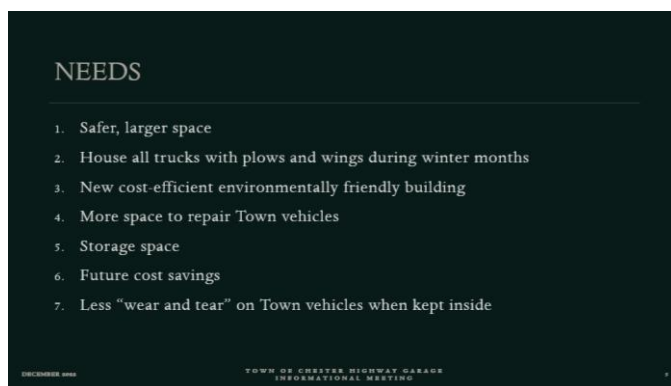 NEEDS
1. Safer, larger space
2. House all trucks with plows and wings during winter months
3. New cost-efficient environmentally friendly building
4. More space to repair Town vehicles
5. Storage space
6. Future cost savings
7. Less “wear and tear” on Town vehicles when kept inside
DECEMBER
TOWN OF CHESTER HIGHWAY GARAGE
INFORMATIONAL MEETING